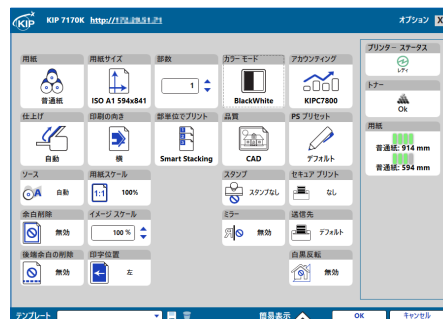 KIP KIP 7170K http://172.29.51.71 オプション X
用紙 用紙サイズ 部数 カラー モード アカウンティング
普通紙 ISO A1 594x841 1 BlackWhite KIPC7800
仕上げ 印刷の向き 部単位でプリント 品質 PS プリセット
自動 横 Smart Stacking CAD デフォルト
ソース 用紙スケール スタンプ セキュア プリント
A 自動 1:1 100% スタンプなし なし
余白削除 イメージ スケール ミラー 送信先
無効 100 % 無効 デフォルト
後端余白の削除 印字位置 白黒反転
無効 左 無効
プリンター ステータス
レディ
トナー
Ok
用紙
普通紙: 914 mm
普通紙: 594 mm
テンプレート 簡易表示 OK キャンセル